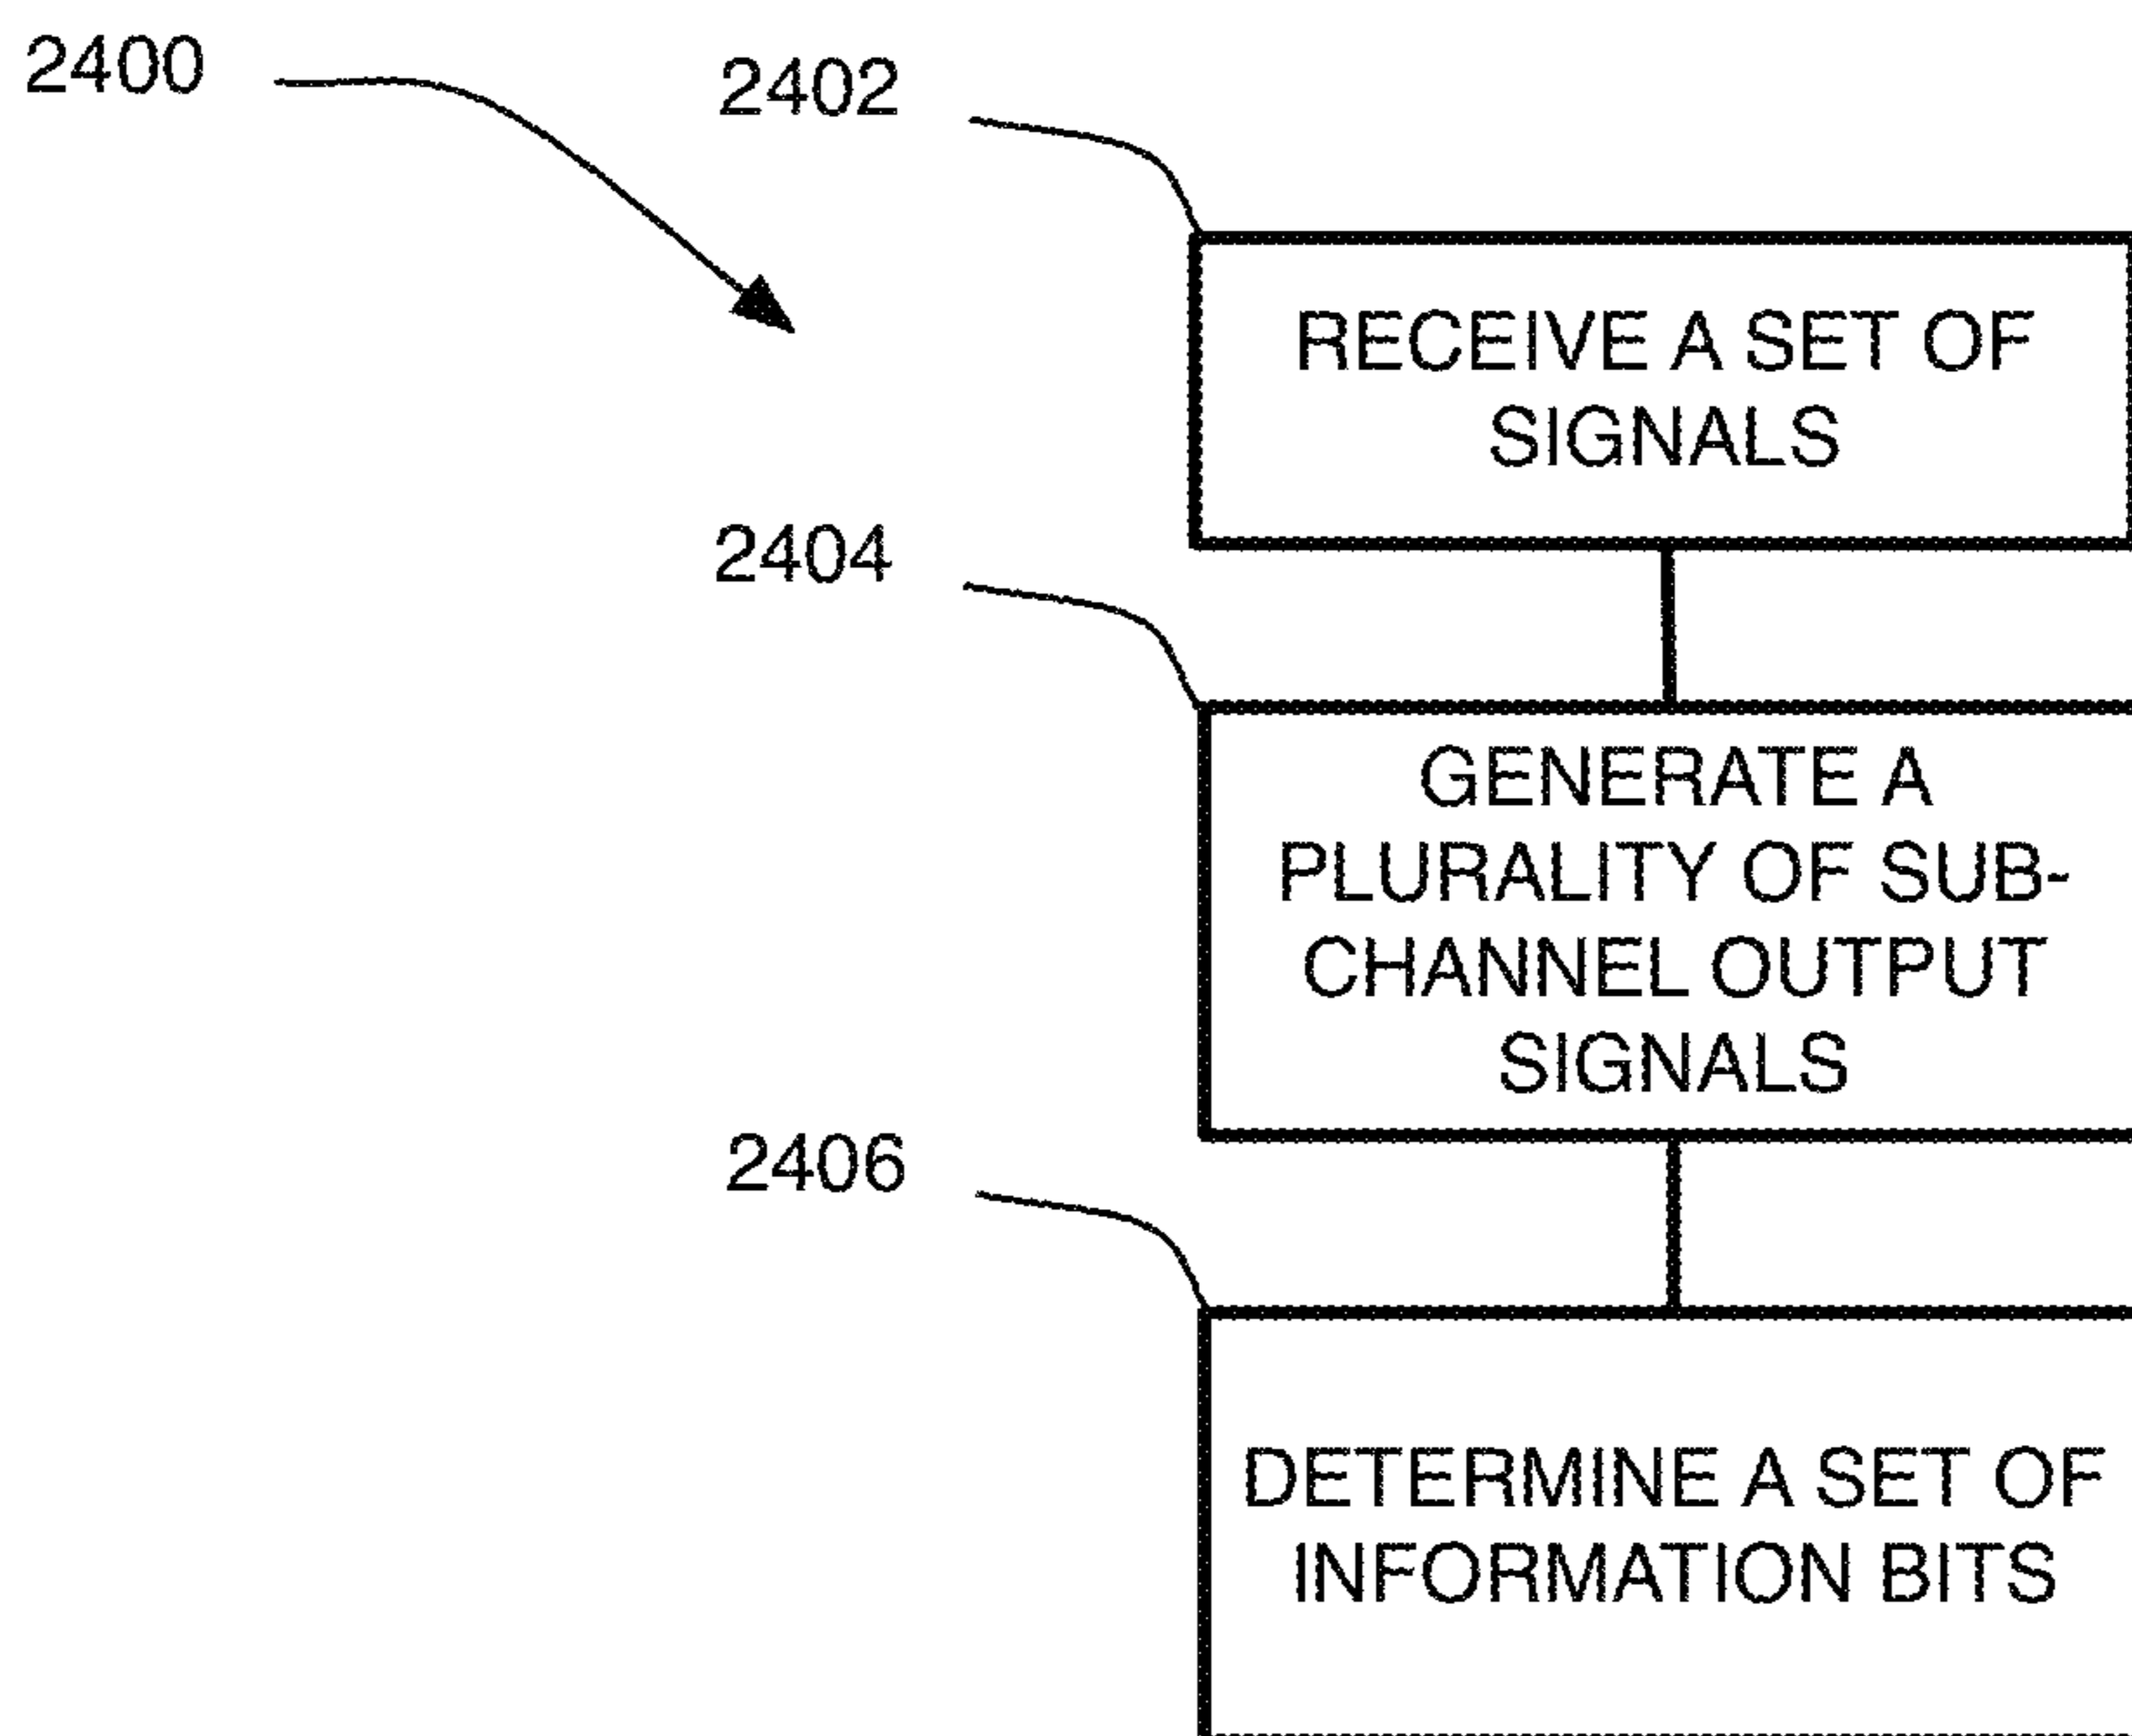 2400
2402
RECEIVE A SET OF
SIGNALS
2404
GENERATE A
PLURALITY OF SUB-
CHANNEL OUTPUT
SIGNALS
2406
DETERMINE A SET OF
INFORMATION BITS